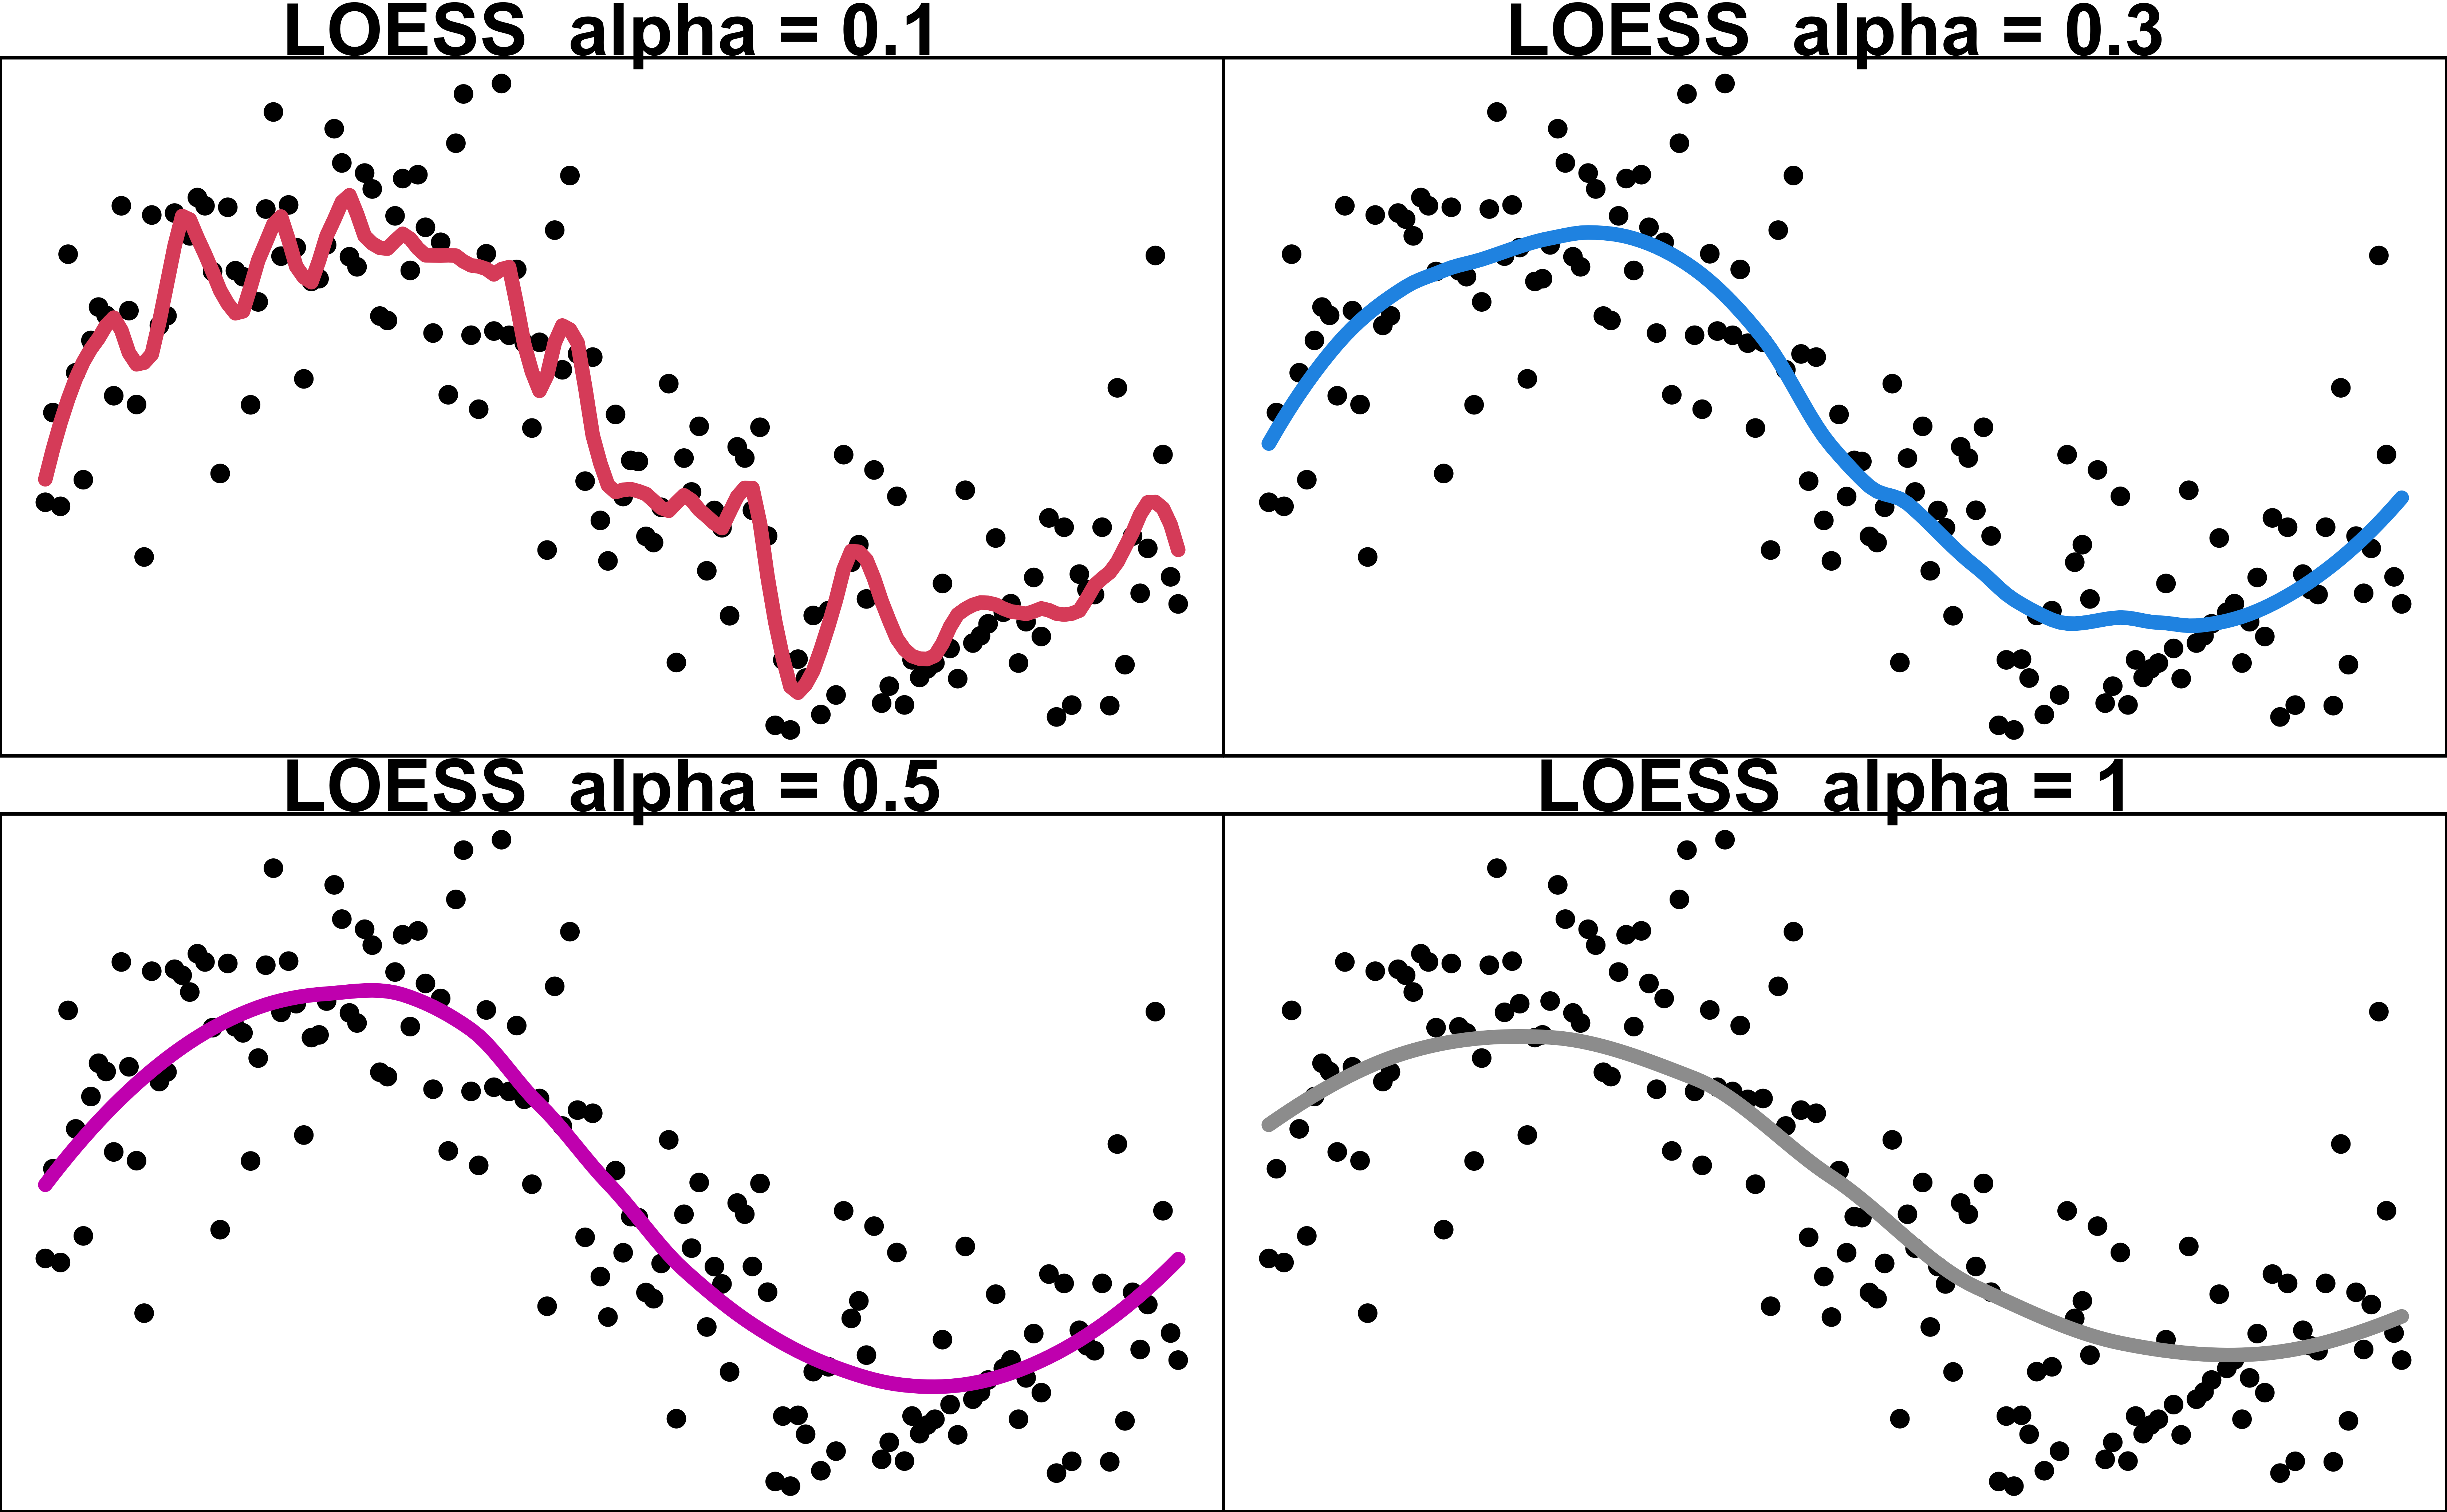 LOESS alpha = 0.1
LOESS alpha = 0.3
LOESS alpha = 0.5
LOESS alpha = 1